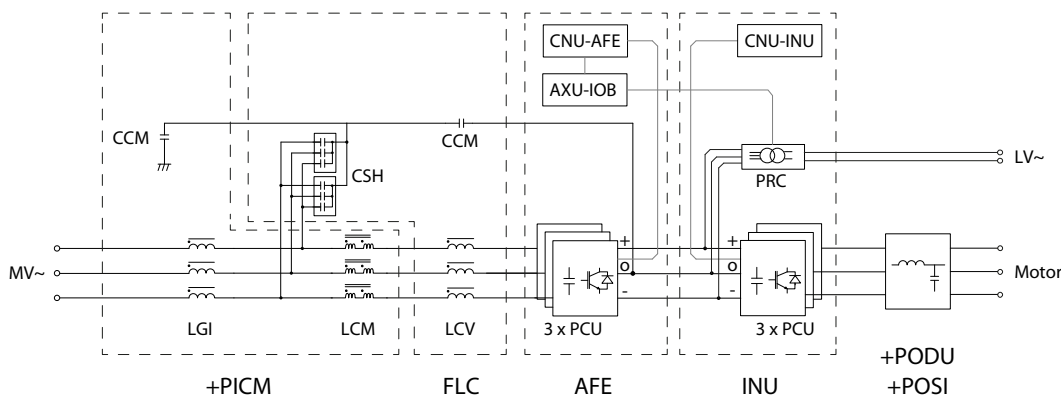 CNU-AFE
CNU-INU
AXU-IOB
CCM
CCM
CSH
PRC
LV~
MV~
+
O
-
+
O
-
Motor
LGI
LCM
LCV
3 x PCU
3 x PCU
+PICM
FLC
AFE
INU
+PODU
+POSI